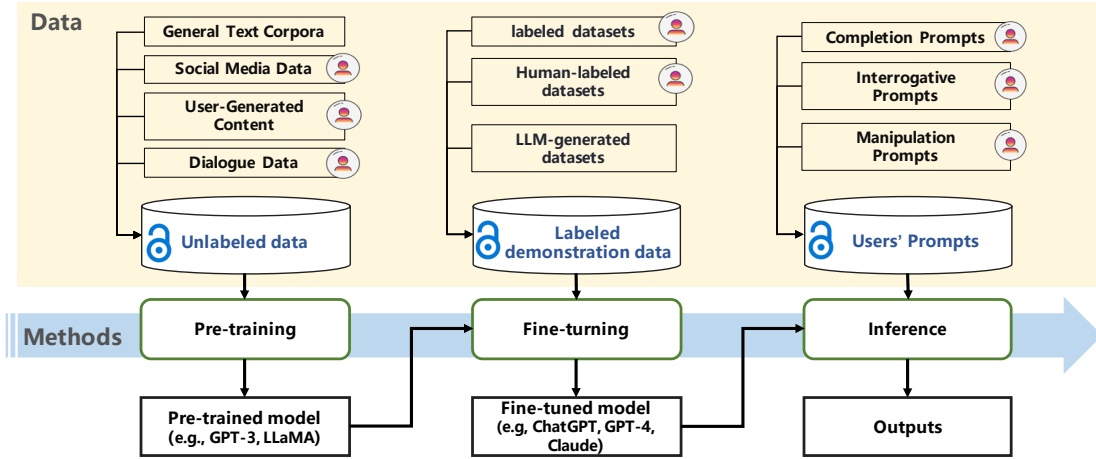 Data
General Text Corpora
Social Media Data
User-Generated
Content
Dialogue Data
Unlabeled data
labeled datasets
Human-labeled
datasets
LLM-generated
datasets
Labeled
demonstration data
Completion Prompts
Interrogative
Prompts
Manipulation
Prompts
Users' Prompts
Methods
Pre-training
Fine-turning
Inference
Pre-trained model
(e.g., GPT-3, LLaMA)
Fine-tuned model
(e.g, ChatGPT, GPT-4,
Claude)
Outputs